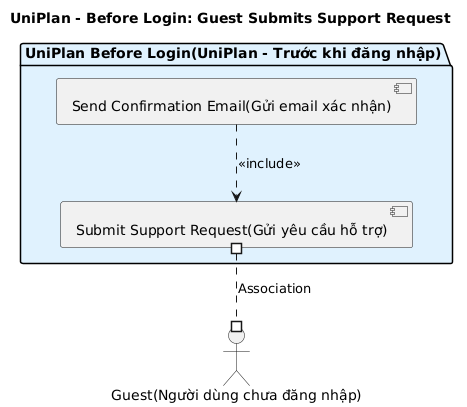 UniPlan - Before Login: Guest Submits Support Request
UniPlan Before Login(UniPlan - Trước khi đăng nhập)
Send Confirmation Email(Gửi email xác nhận)
«include»
Submit Support Request(Gửi yêu cầu hỗ trợ)
Association
Guest(Người dùng chưa đăng nhập)